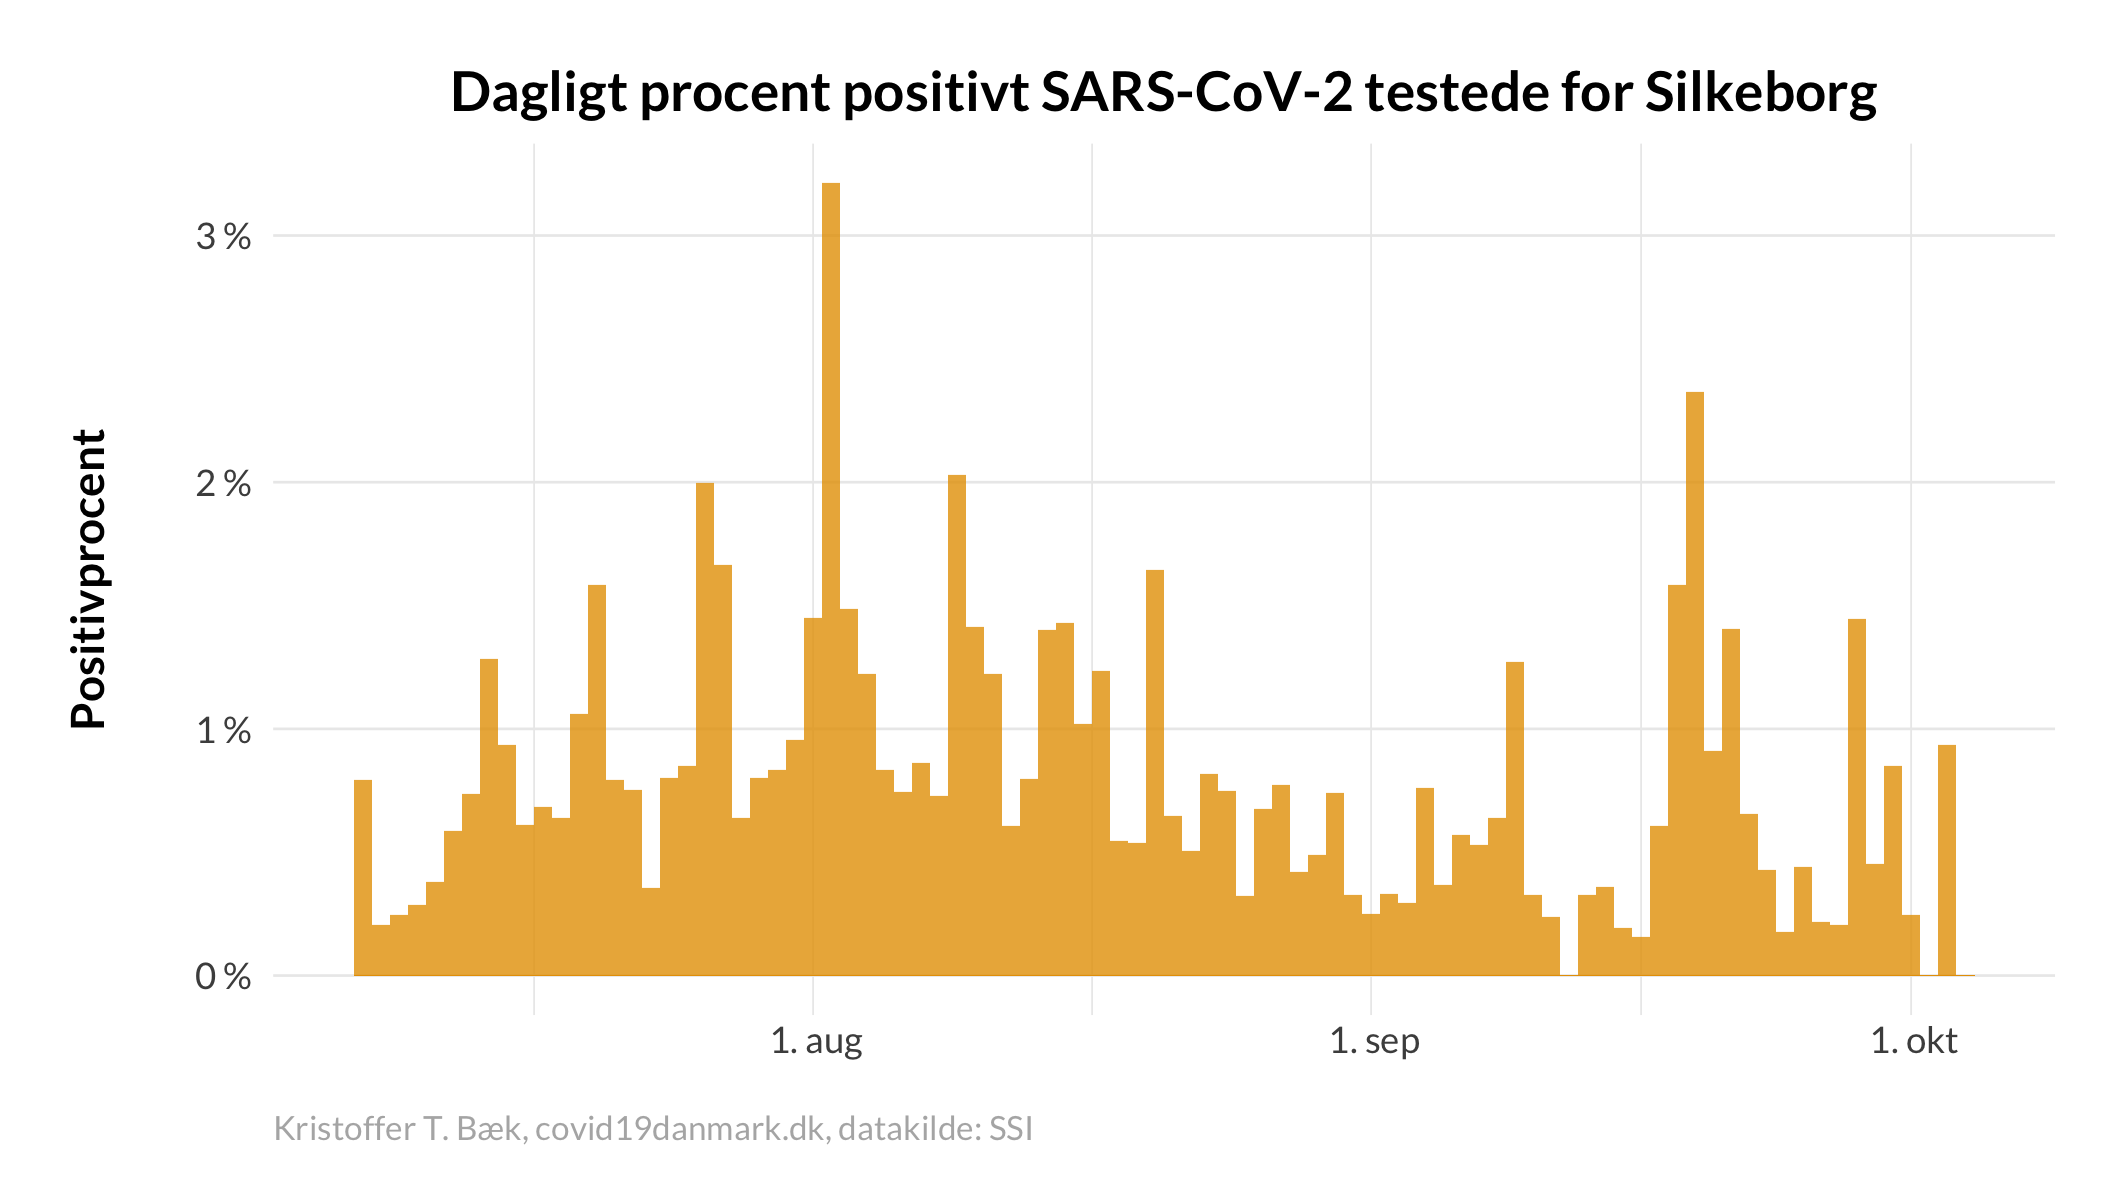 Dagligt procent positivt SARS-CoV-2 testede for Silkeborg
Positivprocent
3 %
2 %
1 %
0 %
1. aug
1. sep
1. okt
Kristoffer T. Bæk, covid19danmark.dk, datakilde: SSI